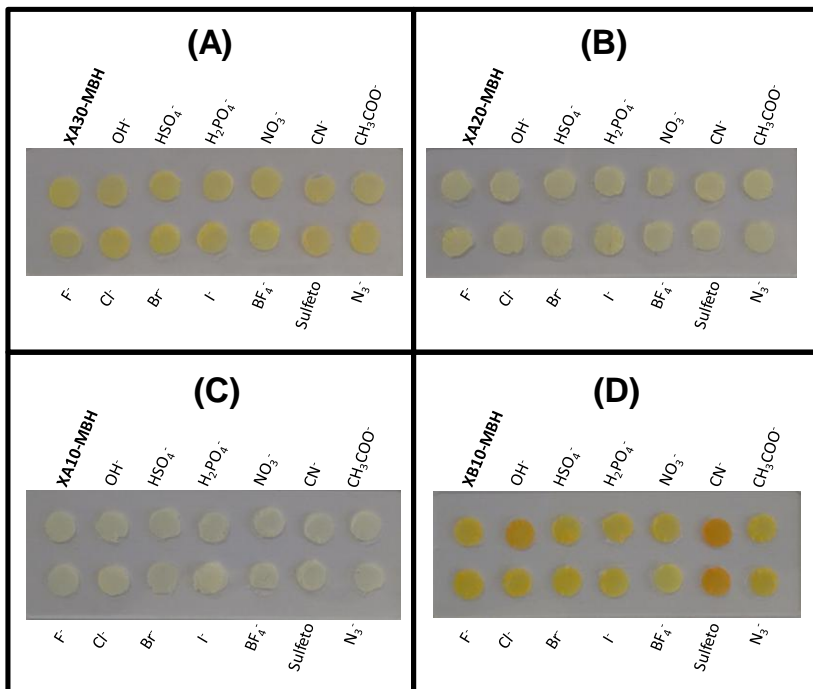 (A)
XA30-MBH
OH⁻
HSO₄⁻
H₂PO₄⁻
NO₃⁻
CN⁻
CH₃COO⁻
F⁻
Cl⁻
Br⁻
I⁻
BF₄⁻
Sulfeto
N₃⁻
(B)
XA20-MBH
OH⁻
HSO₄⁻
H₂PO₄⁻
NO₃⁻
CN⁻
CH₃COO⁻
F⁻
Cl⁻
Br⁻
I⁻
BF₄⁻
Sulfeto
N₃⁻
(C)
XA10-MBH
OH⁻
HSO₄⁻
H₂PO₄⁻
NO₃⁻
CN⁻
CH₃COO⁻
F⁻
Cl⁻
Br⁻
I⁻
BF₄⁻
Sulfeto
N₃⁻
(D)
XB10-MBH
OH⁻
HSO₄⁻
H₂PO₄⁻
NO₃⁻
CN⁻
CH₃COO⁻
F⁻
Cl⁻
Br⁻
I⁻
BF₄⁻
Sulfeto
N₃⁻